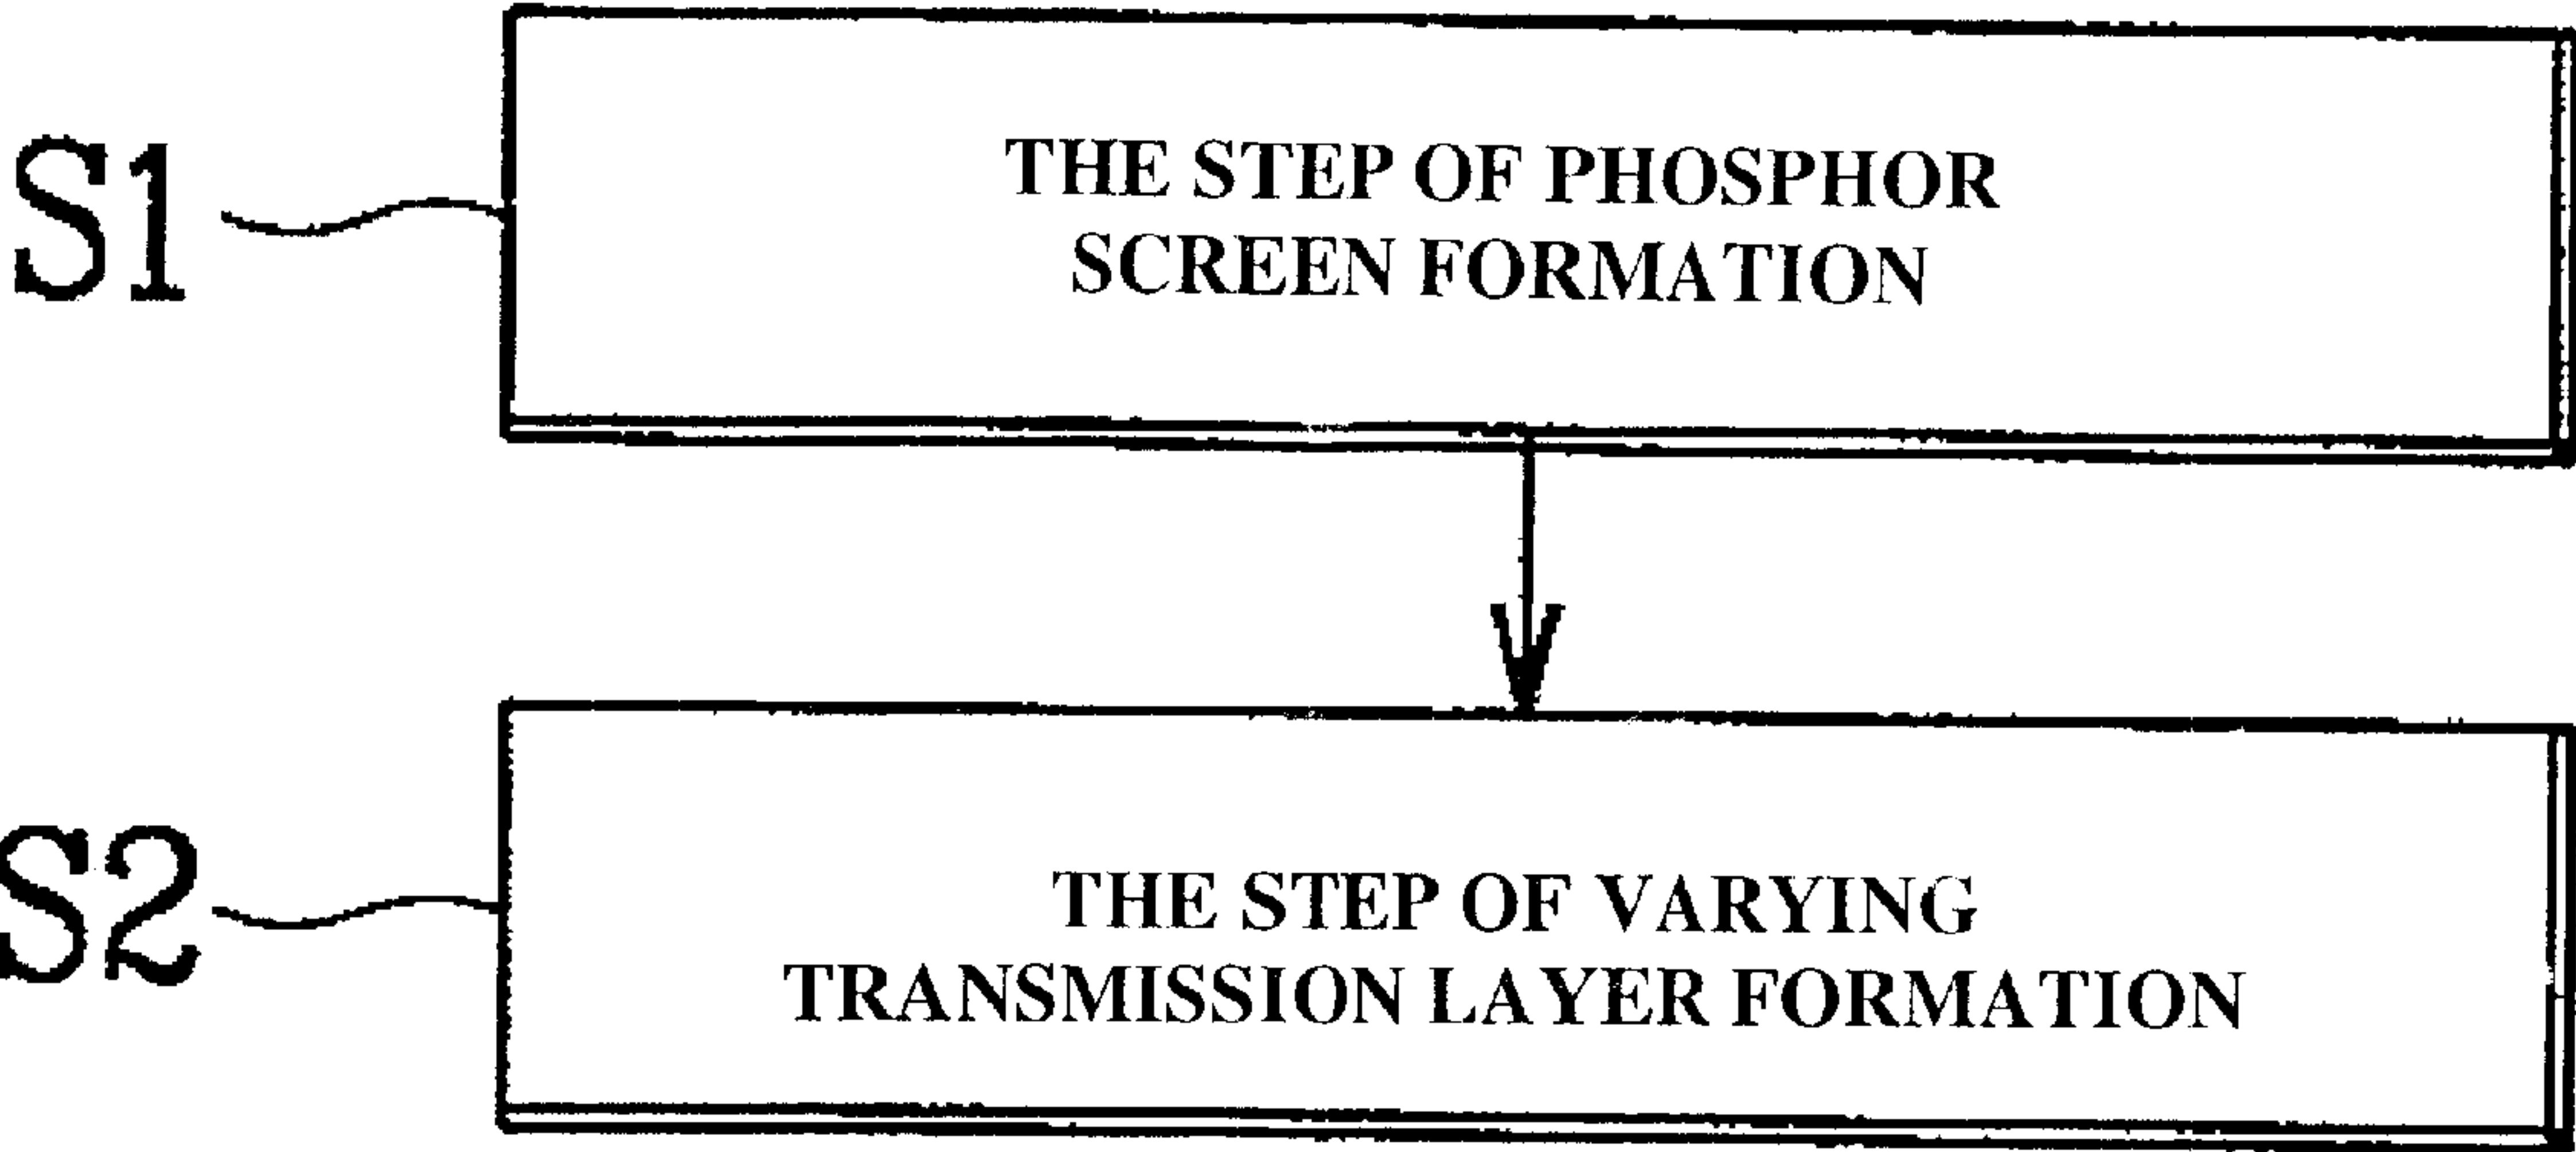 S1
THE STEP OF PHOSPHOR
SCREEN FORMATION
S2
THE STEP OF VARYING
TRANSMISSION LAYER FORMATION